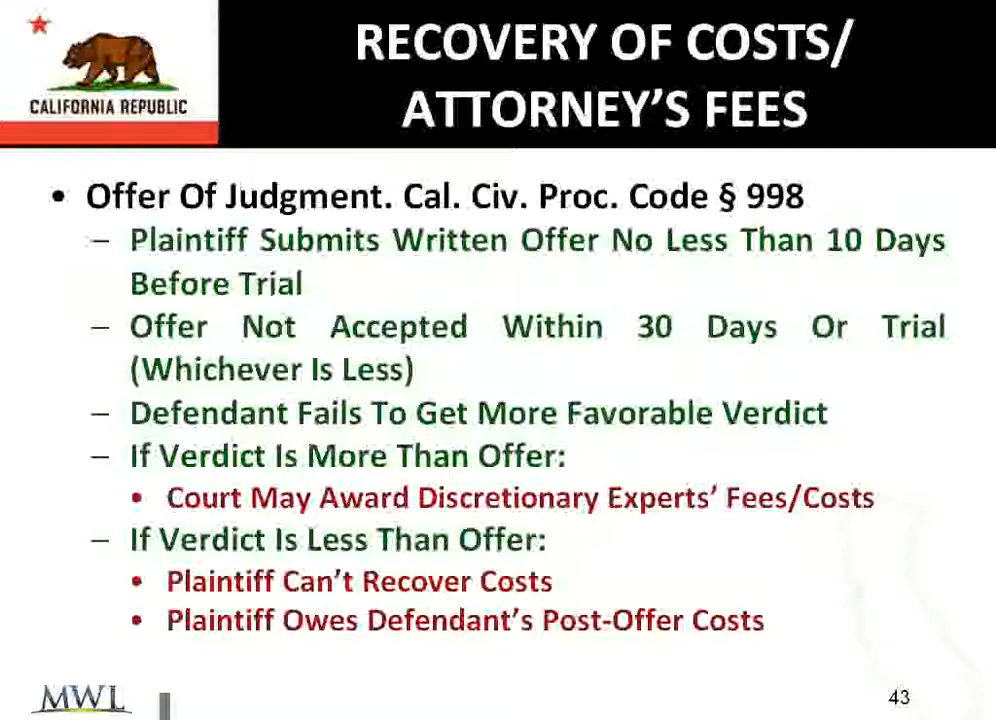 CALIFORNIA REPUBLIC
RECOVERY OF COSTS/
ATTORNEY'S FEES
• Offer Of Judgment. Cal. Civ. Proc. Code § 998
– Plaintiff Submits Written Offer No Less Than 10 Days
Before Trial
– Offer Not Accepted Within 30 Days Or Trial
(Whichever Is Less)
– Defendant Fails To Get More Favorable Verdict
– If Verdict Is More Than Offer:
• Court May Award Discretionary Experts' Fees/Costs
– If Verdict Is Less Than Offer:
• Plaintiff Can't Recover Costs
• Plaintiff Owes Defendant's Post-Offer Costs
MWL
43